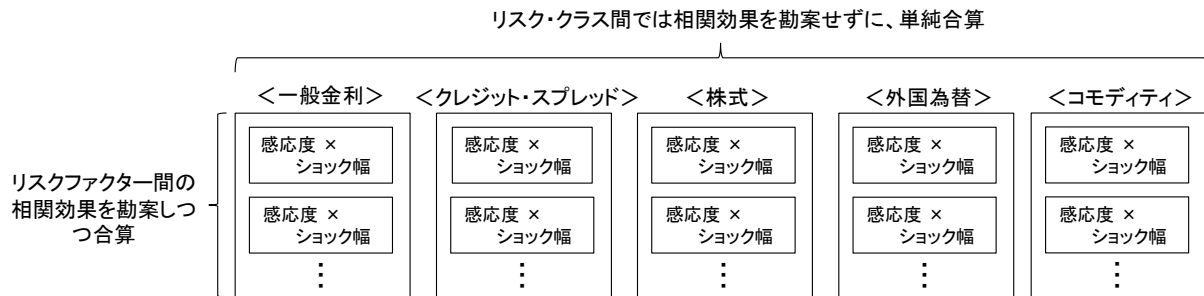 リスク・クラス間では相関効果を勘案せずに、単純合算
＜一般金利＞ ＜クレジット・スプレッド＞ ＜株式＞ ＜外国為替＞ ＜コモディティ＞
感応度 × 感応度 × 感応度 × 感応度 × 感応度 ×
ショック幅 ショック幅 ショック幅 ショック幅 ショック幅
リスクファクター間の
相関効果を勘案しつ
つ合算
感応度 × 感応度 × 感応度 × 感応度 × 感応度 ×
ショック幅 ショック幅 ショック幅 ショック幅 ショック幅
⋮ ⋮ ⋮ ⋮ ⋮